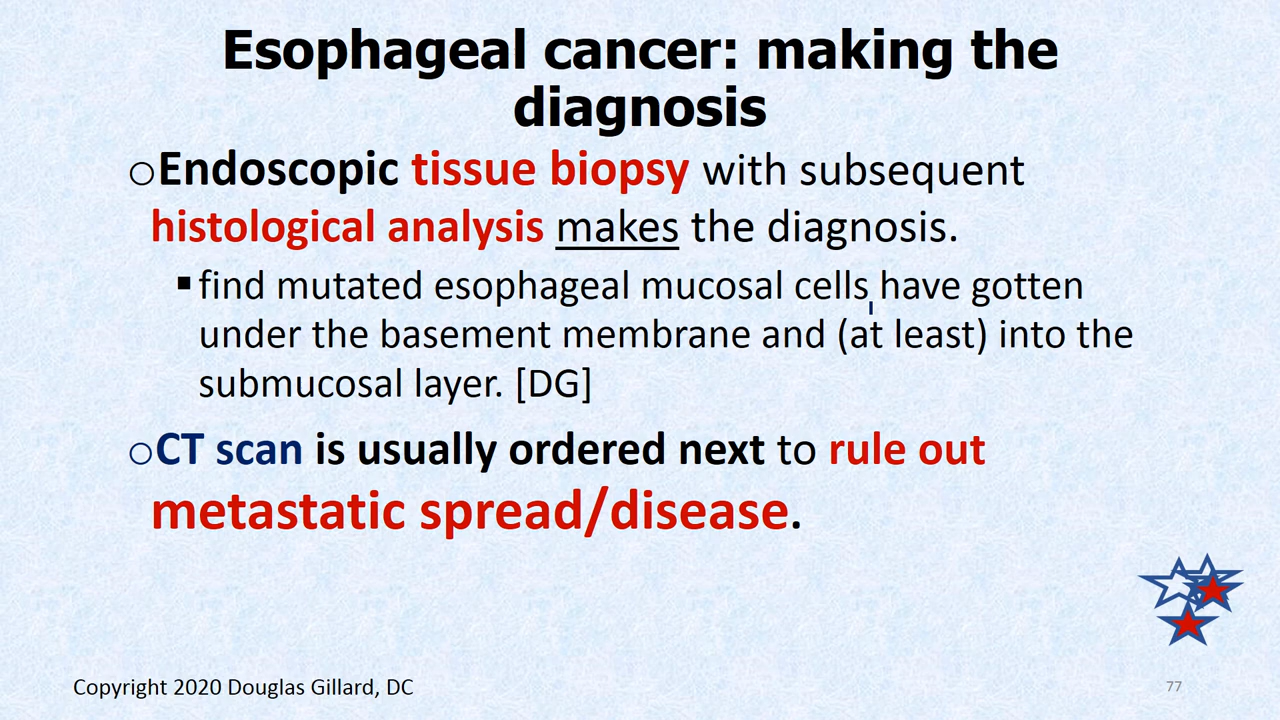 Esophageal cancer: making the
diagnosis
○Endoscopic tissue biopsy with subsequent
histological analysis makes the diagnosis.
▪find mutated esophageal mucosal cells have gotten
under the basement membrane and (at least) into the
submucosal layer. [DG]
○CT scan is usually ordered next to rule out
metastatic spread/disease.
Copyright 2020 Douglas Gillard, DC
77